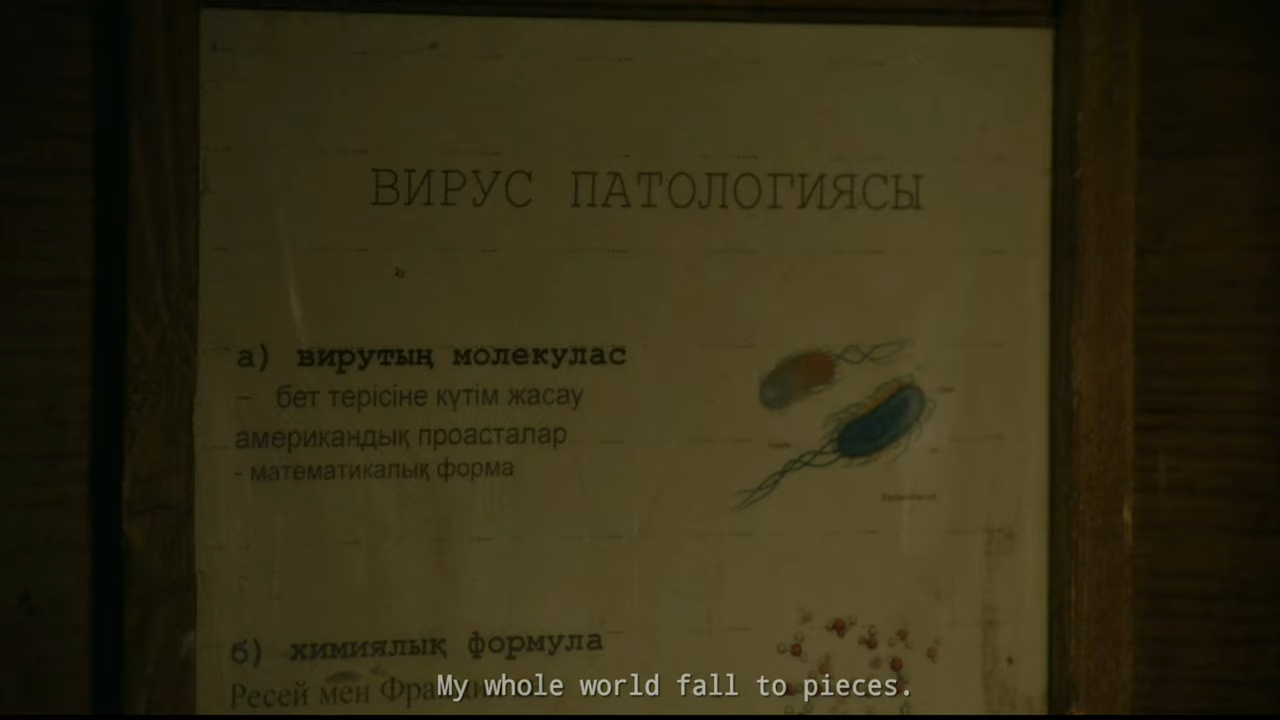 ВИРУС ПАТОЛОГИЯСЫ
а) вирутың молекулас
– бет терісіне күтім жасау
американдық проасталар
- математикалық форма
б) химиялық формула
Ресей мен
My whole world fall to pieces.